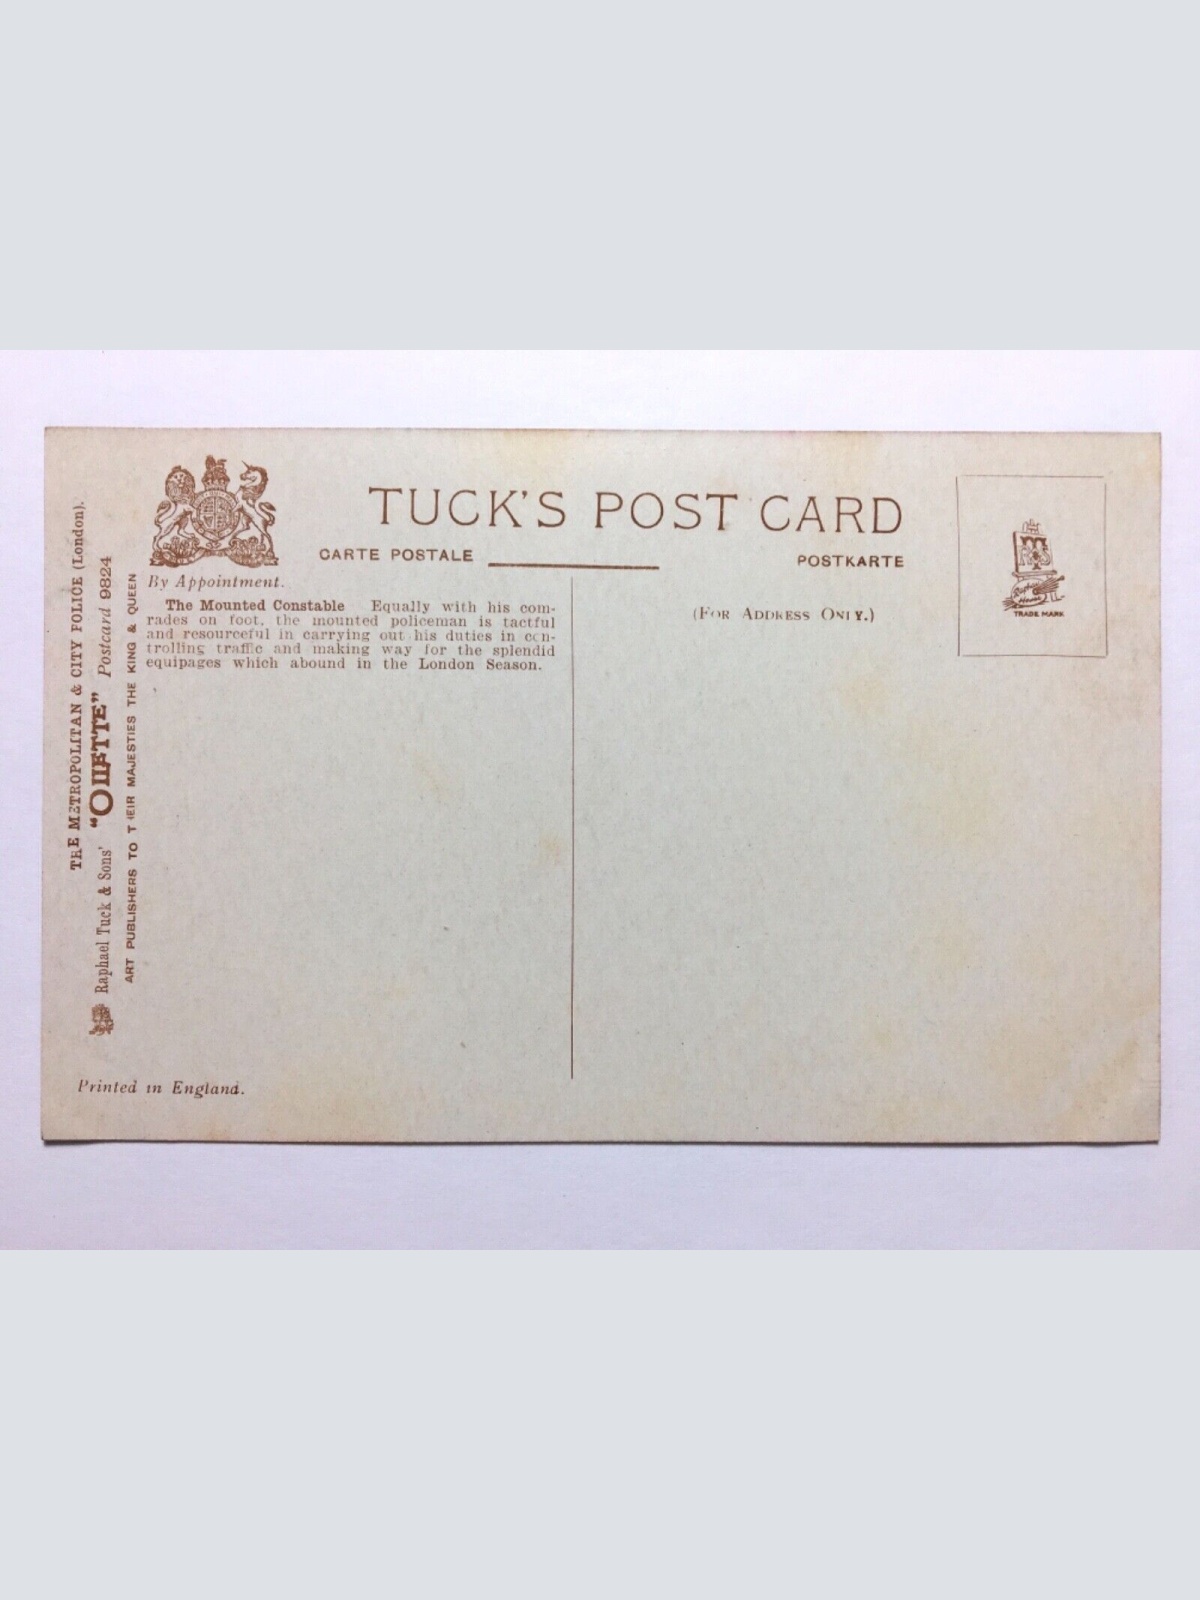 TUCK'S POST CARD
CARTE POSTALE
POSTKARTE
By Appointment.
(FOR ADDRESS ONLY.)
The Mounted Constable Equally with his com-
rades on foot, the mounted policeman is tactful
and resourceful in carrying out his duties in con-
trolling traffic and making way for the splendid
equipages which abound in the London Season.
TRADE MARK
THE METROPOLITAN & CITY POLICE (London).
Raphael Tuck & Sons' "OILETTE" Postcard 9824
ART PUBLISHERS TO THEIR MAJESTIES THE KING & QUEEN
Printed in England.